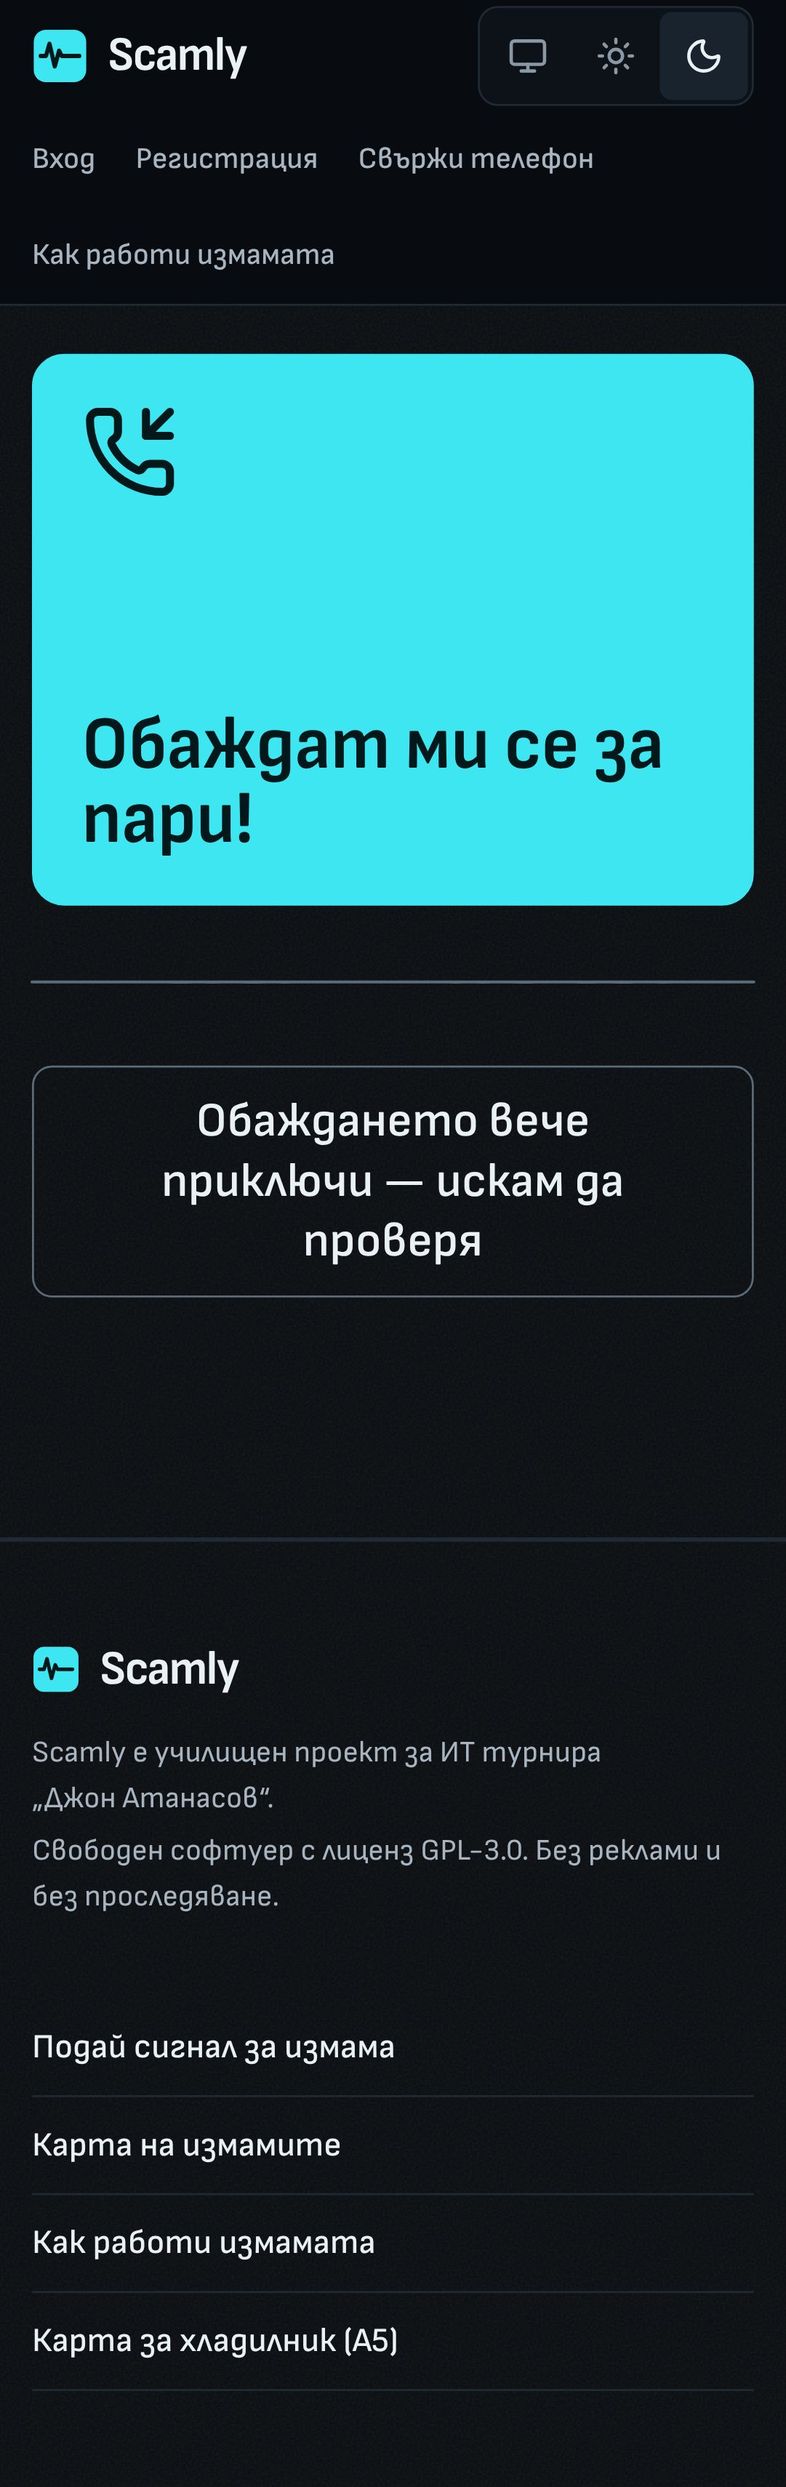 Scamly
Вход Регистрация Свържи телефон
Как работи измамата
Обаждат ми се за
пари!
Обаждането вече
приключи — искам да
проверя
Scamly
Scamly е училищен проект за ИТ турнира
„Джон Атанасов“.
Свободен софтуер с лиценз GPL-3.0. Без реклами и
без проследяване.
Подай сигнал за измама
Карта на измамите
Как работи измамата
Карта за хладилник (A5)